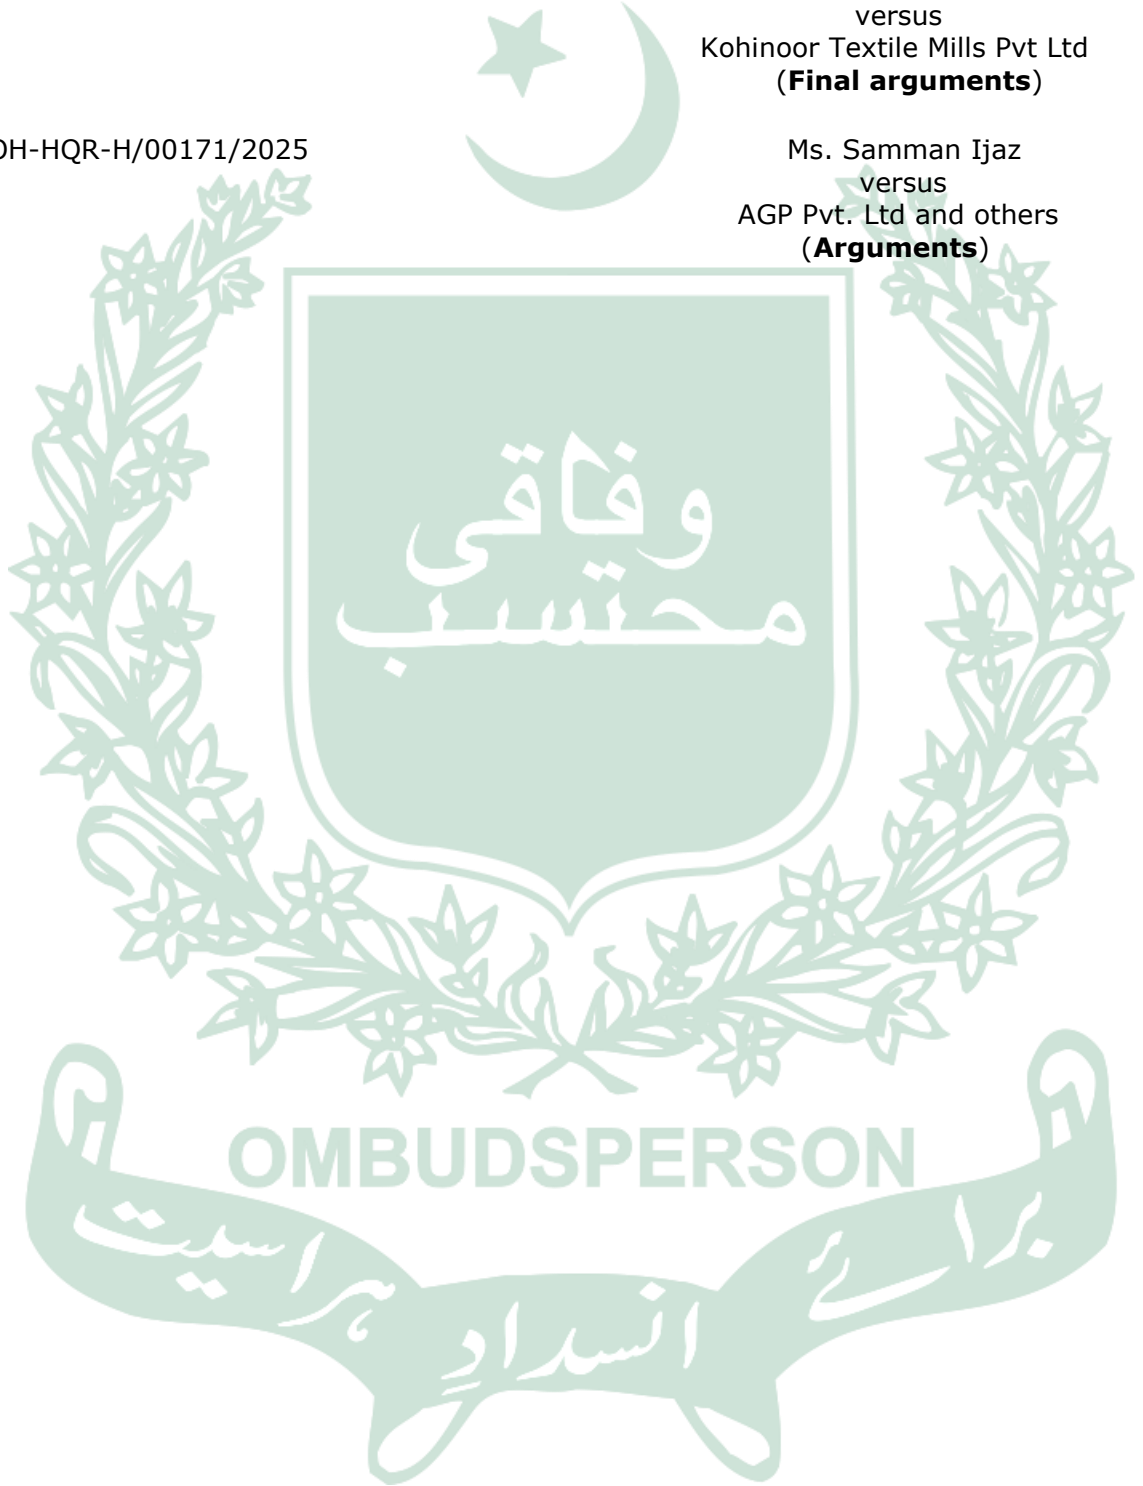 versus
Kohinoor Textile Mills Pvt Ltd
(Final arguments)
OH-HQR-H/00171/2025
Ms. Samman Ijaz
versus
AGP Pvt. Ltd and others
(Arguments)
وفاقی
محتسب
OMBUDSPERSON
برائے انسدادِ ہراسیت